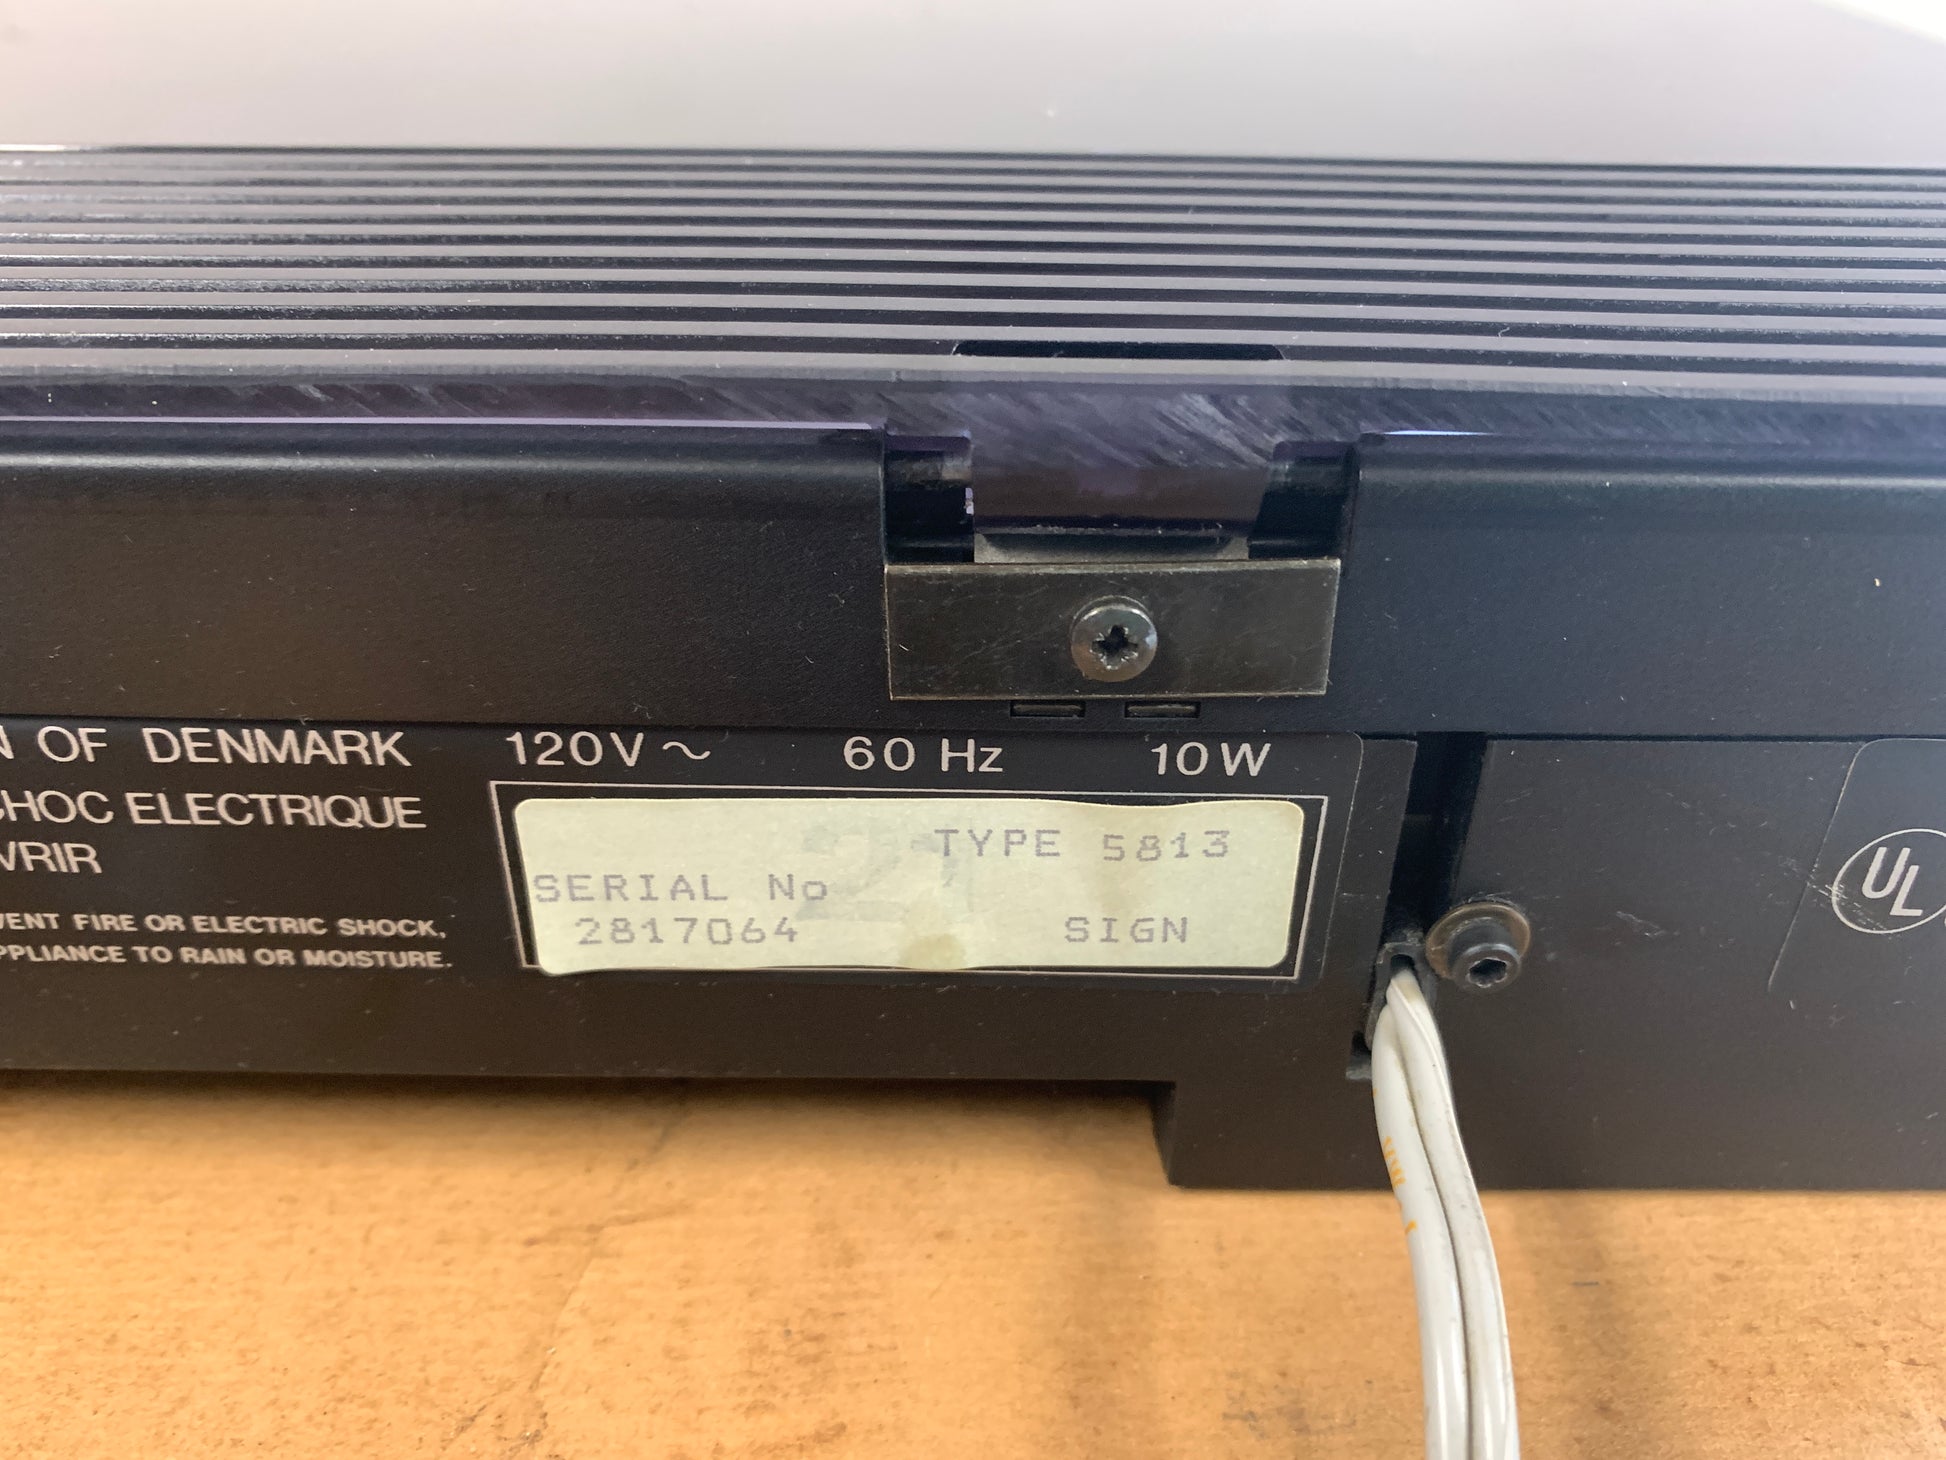 N OF DENMARK
CHOC ELECTRIQUE
VRIR
VENT FIRE OR ELECTRIC SHOCK,
PPLIANCE TO RAIN OR MOISTURE.
120V~ 60 Hz 10W
TYPE 5813
SERIAL No
2817064 SIGN
UL